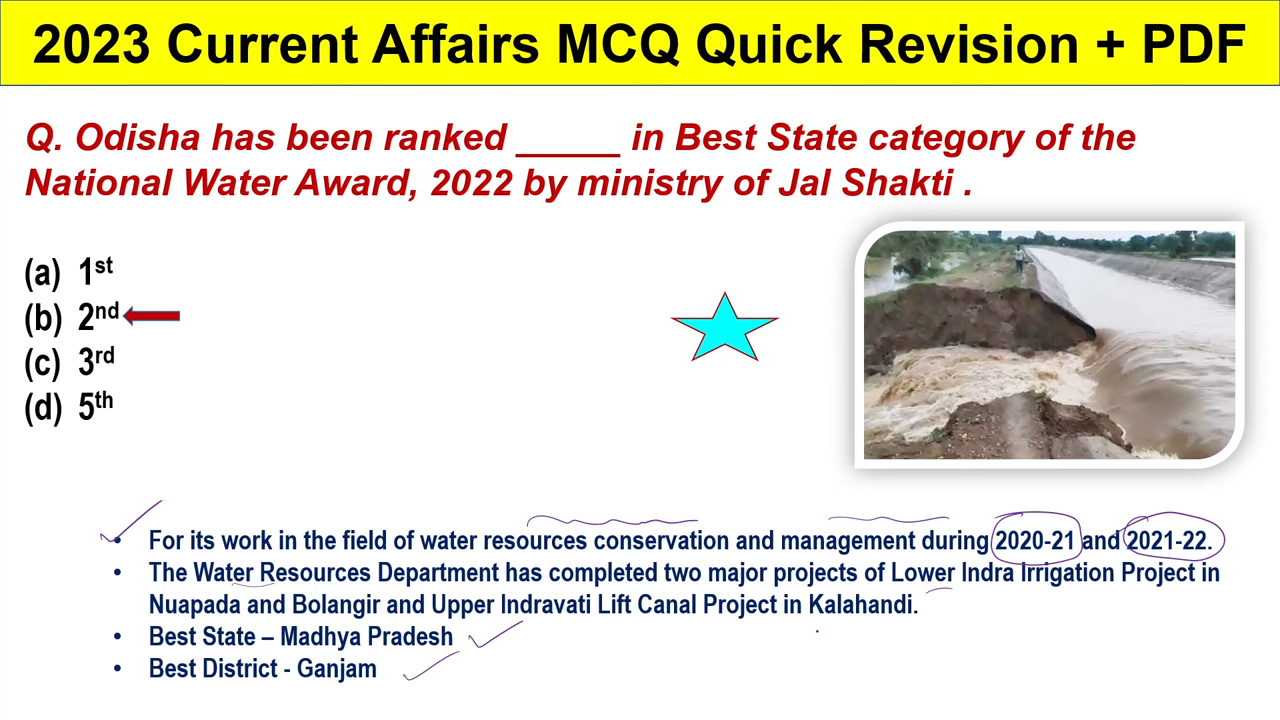 2023 Current Affairs MCQ Quick Revision + PDF
Q. Odisha has been ranked _____ in Best State category of the
National Water Award, 2022 by ministry of Jal Shakti .
(a) 1st
(b) 2nd
(c) 3rd
(d) 5th
• For its work in the field of water resources conservation and management during 2020-21 and 2021-22.
• The Water Resources Department has completed two major projects of Lower Indra Irrigation Project in
Nuapada and Bolangir and Upper Indravati Lift Canal Project in Kalahandi.
• Best State – Madhya Pradesh
• Best District - Ganjam